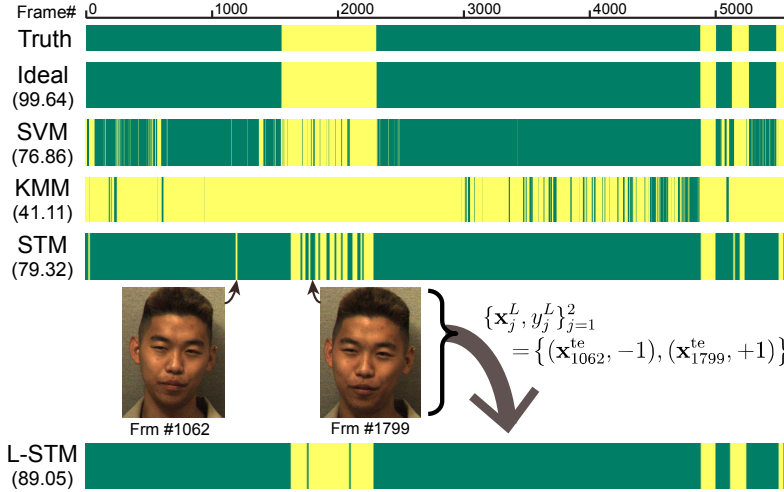 Frame# 0 1000 2000 3000 4000 5000
Truth
Ideal
(99.64)
SVM
(76.86)
KMM
(41.11)
STM
(79.32)
{x_j^L, y_j^L}_{j=1}^2
={(x_{1062}^{te}, −1), (x_{1799}^{te}, +1)}
Frm #1062 Frm #1799
L-STM
(89.05)